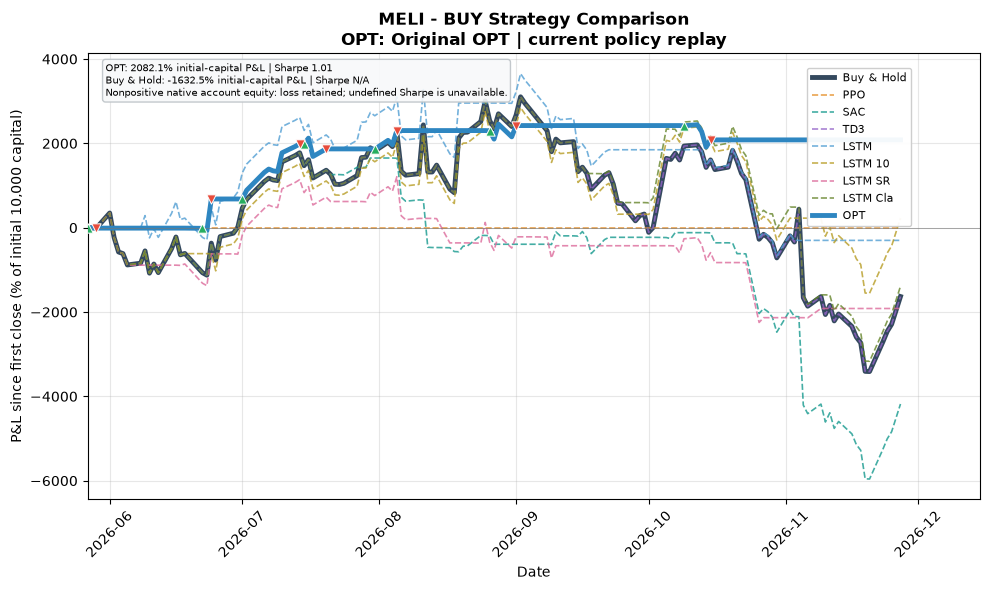 MELI - BUY Strategy Comparison
OPT: Original OPT | current policy replay
OPT: 2082.1% initial-capital P&L | Sharpe 1.01
Buy & Hold: -1632.5% initial-capital P&L | Sharpe N/A
Nonpositive native account equity: loss retained; undefined Sharpe is unavailable.
Buy & Hold
PPO
SAC
TD3
LSTM
LSTM 10
LSTM SR
LSTM Cla
OPT
P&L since first close (% of initial 10,000 capital)
4000
2000
0
−2000
−4000
−6000
2026-06
2026-07
2026-08
2026-09
2026-10
2026-11
2026-12
Date